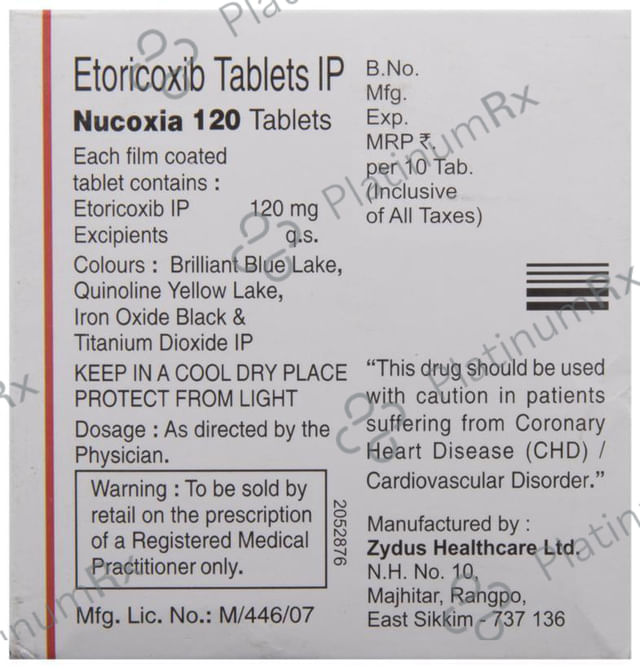 Etoricoxib Tablets IP
Nucoxia 120 Tablets
Each film coated
tablet contains :
Etoricoxib IP 120 mg
Excipients q.s.
Colours : Brilliant Blue Lake,
Quinoline Yellow Lake,
Iron Oxide Black &
Titanium Dioxide IP
KEEP IN A COOL DRY PLACE
PROTECT FROM LIGHT
Dosage : As directed by the
Physician.
Warning : To be sold by
retail on the prescription
of a Registered Medical
Practitioner only.
2052876
Mfg. Lic. No.: M/446/07
B.No.
Mfg.
Exp.
MRP ₹.
per 10 Tab.
(Inclusive
of All Taxes)
“This drug should be used
with caution in patients
suffering from Coronary
Heart Disease (CHD) /
Cardiovascular Disorder.”
Manufactured by :
Zydus Healthcare Ltd.
N.H. No. 10,
Majhitar, Rangpo,
East Sikkim - 737 136
PlatinumRx
PlatinumRx
PlatinumRx
PlatinumRx